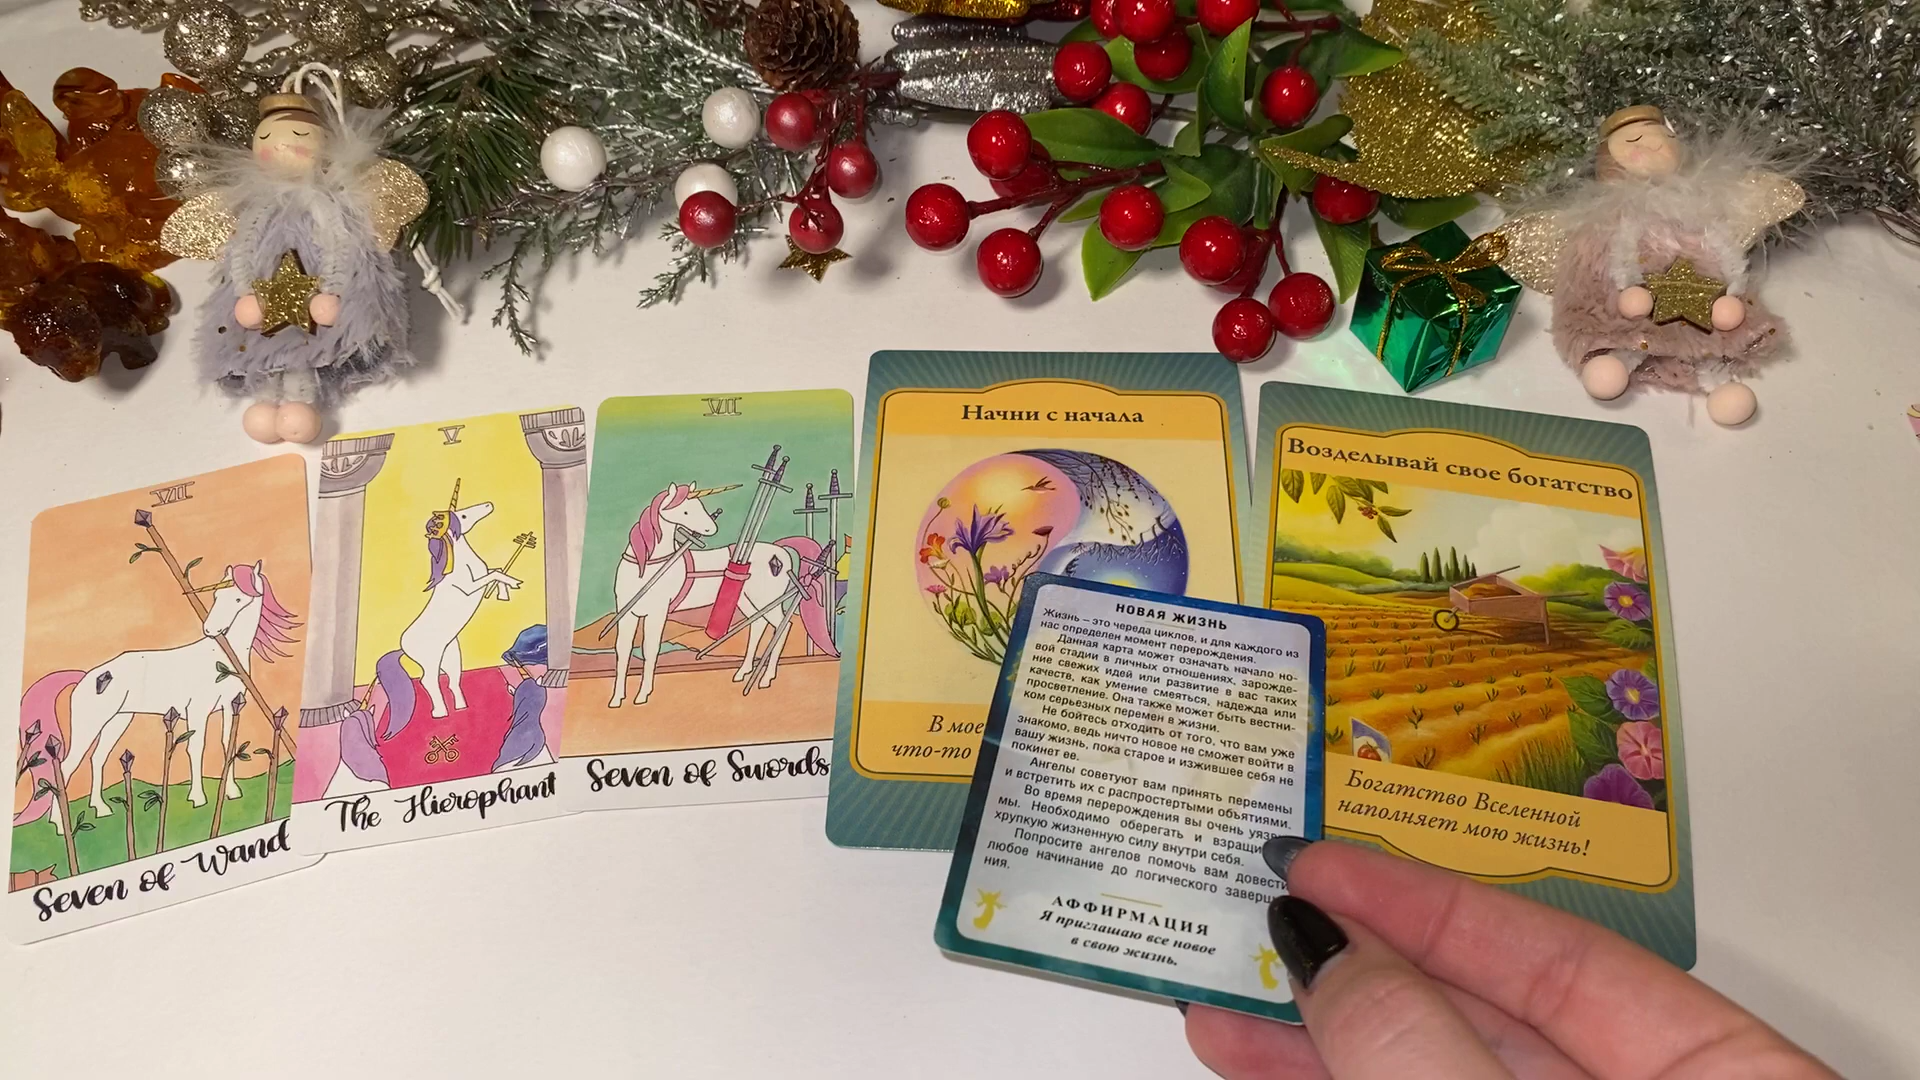 VII
Seven of Wand
V
The Hierophant
VII
Seven of Swords
Начни с начала
В мое
что-то
Возделывай свое богатство
Богатство Вселенной
наполняет мою жизнь!
НОВАЯ ЖИЗНЬ
Жизнь – это череда циклов, и для каждого из
нас определен момент перерождения.
Данная карта может означать начало но-
вой стадии в личных отношениях, зарожде-
ние свежих идей или развитие в вас таких
качеств, как умение смеяться, надежда или
просветление. Она также может быть вестни-
ком серьезных перемен в жизни.
Не бойтесь отходить от того, что вам уже
знакомо, ведь ничто новое не сможет войти в
вашу жизнь, пока старое и изжившее себя не
покинет ее.
Ангелы советуют вам принять перемены
и встретить их с распростертыми объятиями.
Во время перерождения вы очень уязв
мы. Необходимо оберегать и взращи
хрупкую жизненную силу внутри себя.
Попросите ангелов помочь вам довести
любое начинание до логического заверш
ния.
АФФИРМАЦИЯ
Я приглашаю все новое
в свою жизнь.